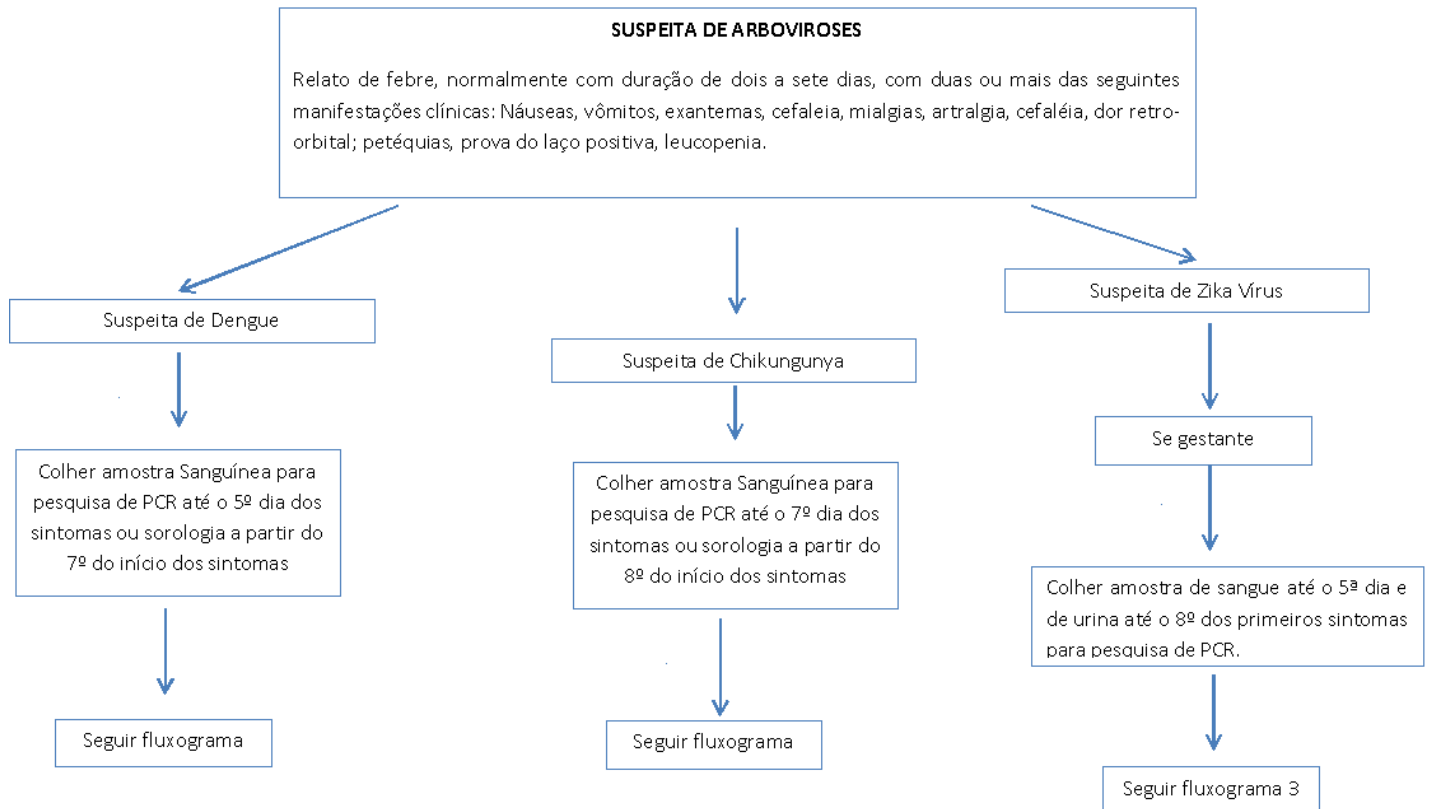 SUSPEITA DE ARBOVIROSES
Relato de febre, normalmente com duração de dois a sete dias, com duas ou mais das seguintes
manifestações clínicas: Náuseas, vômitos, exantemas, cefaleia, mialgias, artralgia, cefaléia, dor retro-
orbital; petéquias, prova do laço positiva, leucopenia.
Suspeita de Dengue
Colher amostra Sanguínea para
pesquisa de PCR até o 5º dia dos
sintomas ou sorologia a partir do
7º do início dos sintomas
Seguir fluxograma
Suspeita de Chikungunya
Colher amostra Sanguínea para
pesquisa de PCR até o 7º dia dos
sintomas ou sorologia a partir do
8º do início dos sintomas
Seguir fluxograma
Suspeita de Zika Vírus
Se gestante
Colher amostra de sangue até o 5ª dia e
de urina até o 8º dos primeiros sintomas
para pesquisa de PCR.
Seguir fluxograma 3